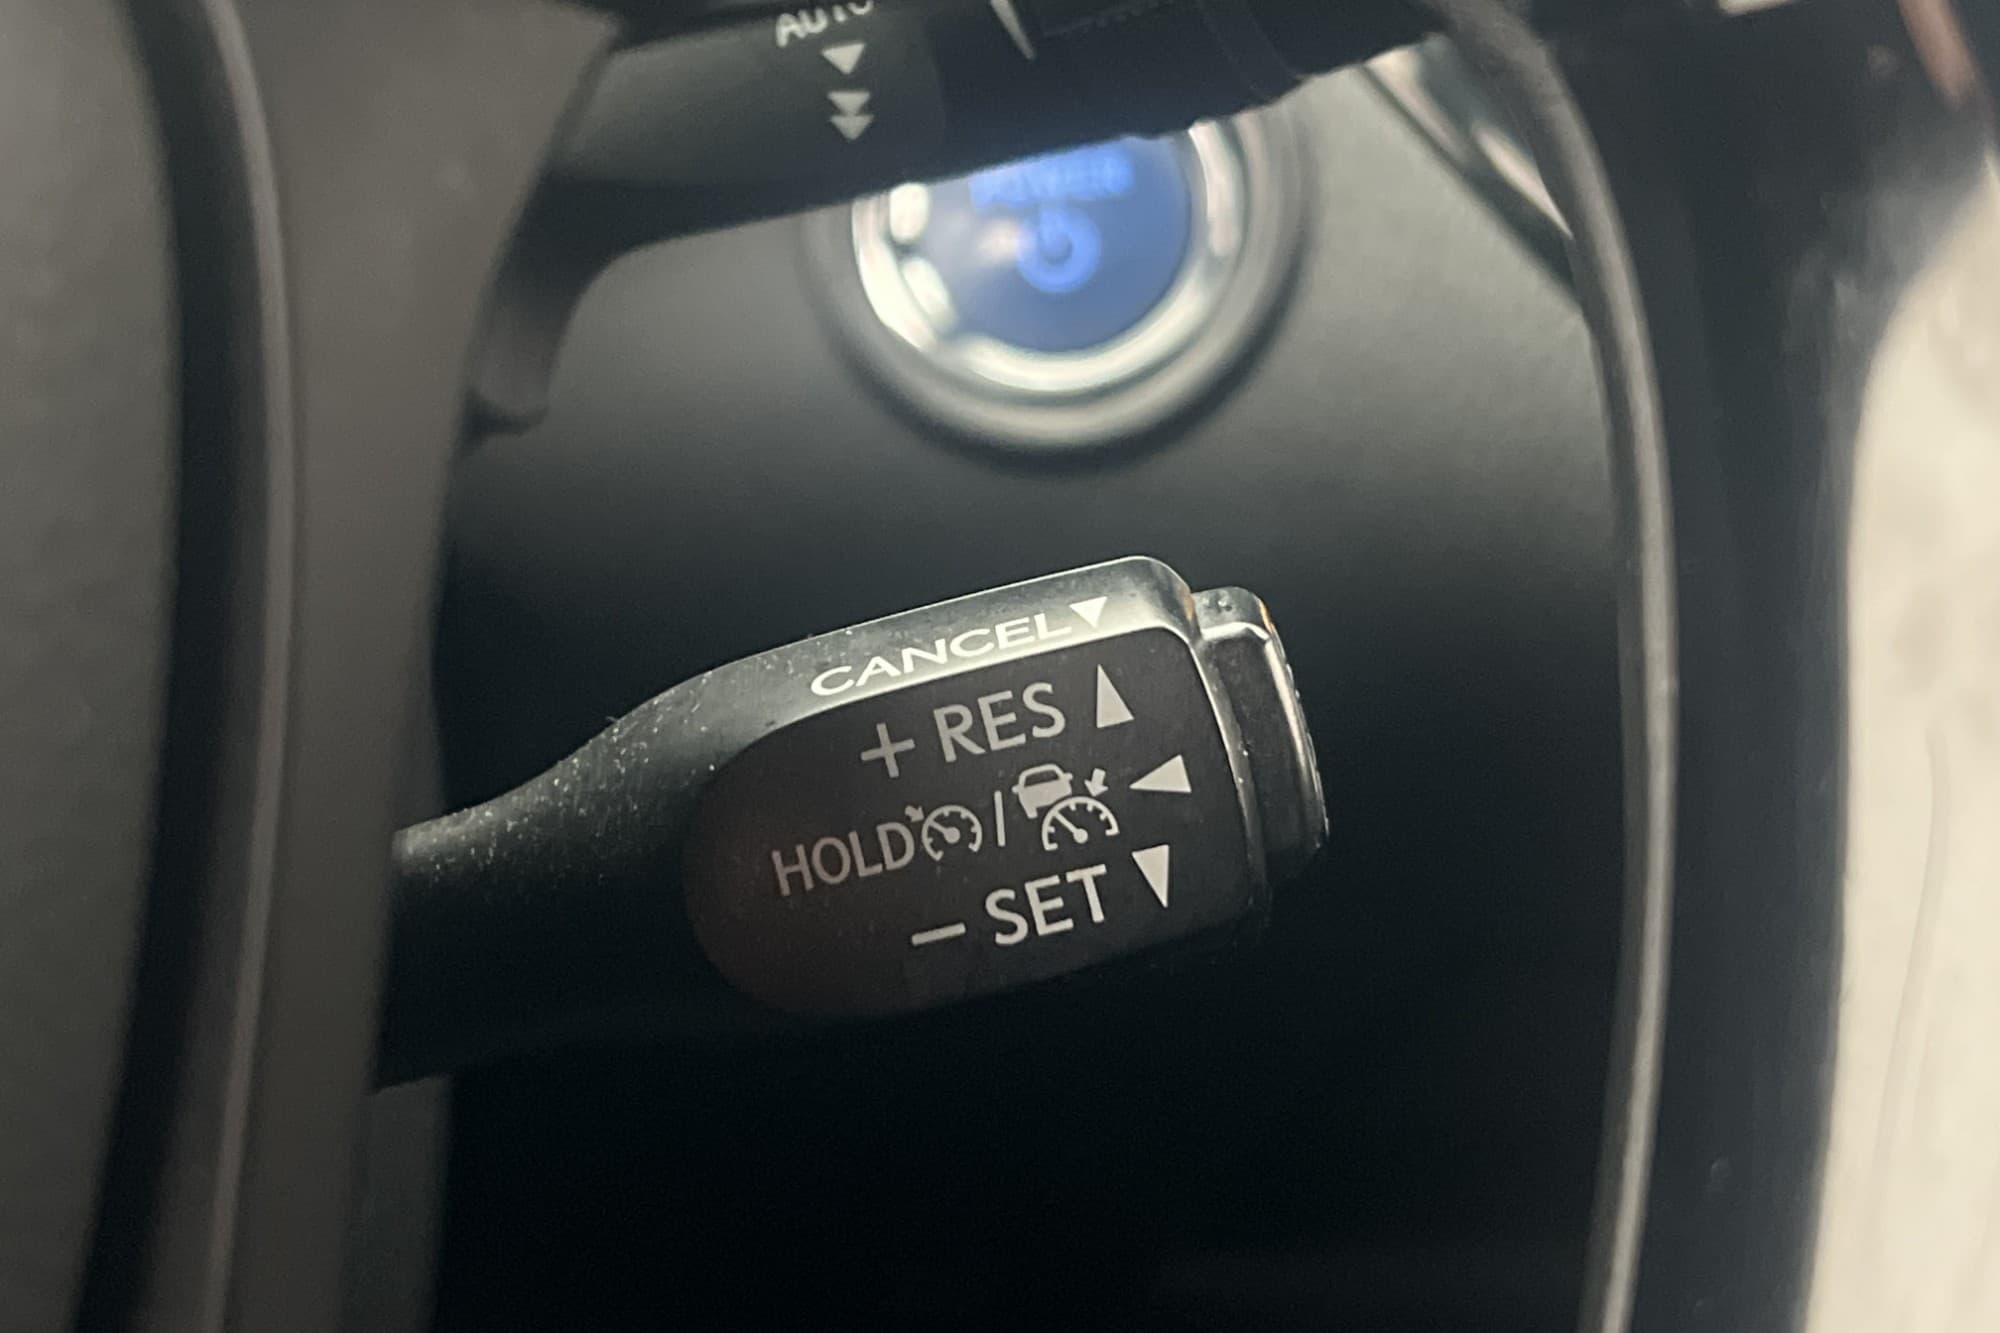 AUTO
POWER
CANCEL
+ RES
HOLD /
− SET